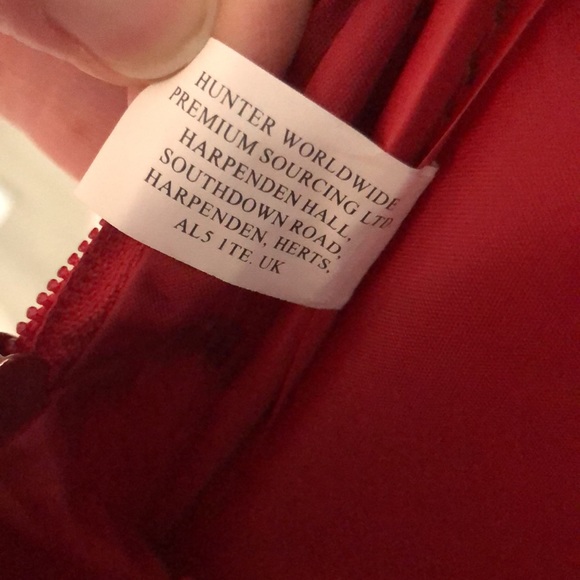 HUNTER WORLDWIDE
PREMIUM SOURCING LTD
HARPENDEN HALL,
SOUTHDOWN ROAD,
HARPENDEN, HERTS,
AL5 1TE. UK